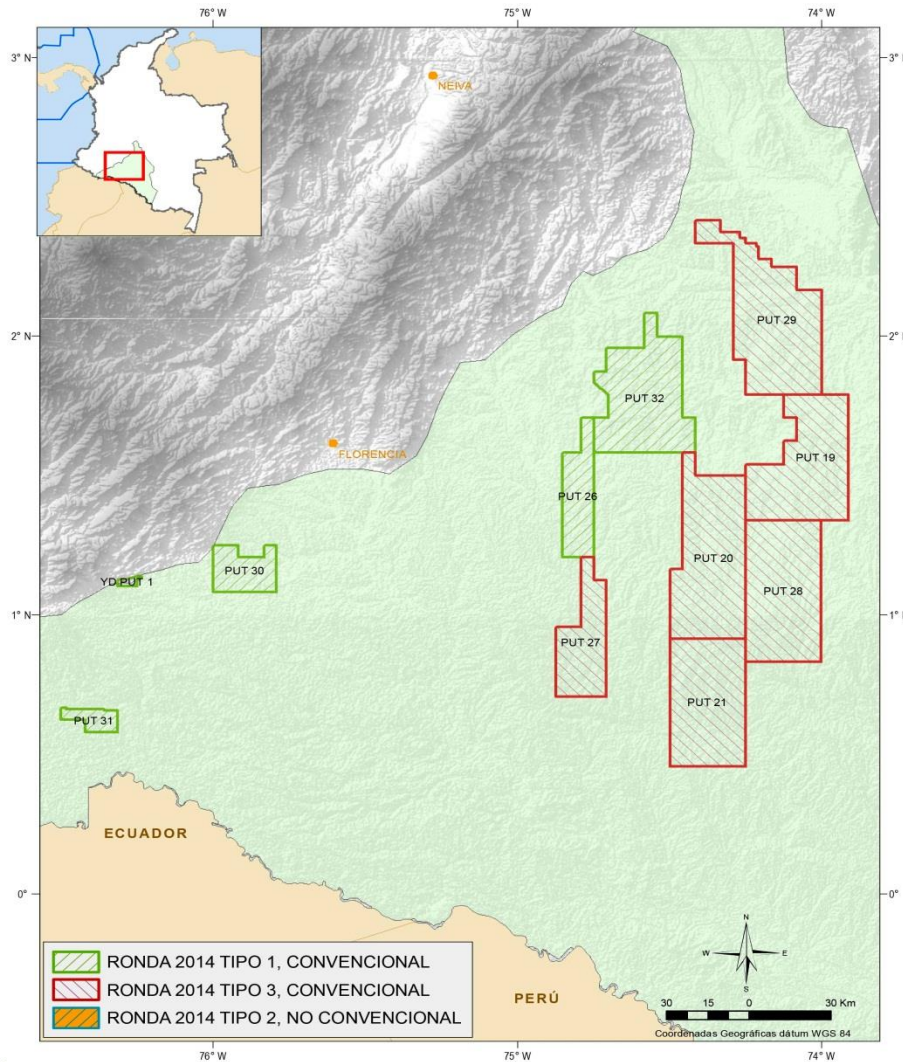 76° W
75° W
74° W
3° N
3° N
NEIVA
2° N
2° N
PUT 29
PUT 32
PUT 19
FLORENCIA
PUT 26
PUT 20
PUT 30
YD PUT 1
PUT 28
1° N
1° N
PUT 27
PUT 21
PUT 31
ECUADOR
0°
0°
N
W
E
S
PERÚ
RONDA 2014 TIPO 1, CONVENCIONAL
RONDA 2014 TIPO 3, CONVENCIONAL
RONDA 2014 TIPO 2, NO CONVENCIONAL
30 15 0 30 Km
Coordenadas Geográficas dátum WGS 84
76° W
75° W
74° W